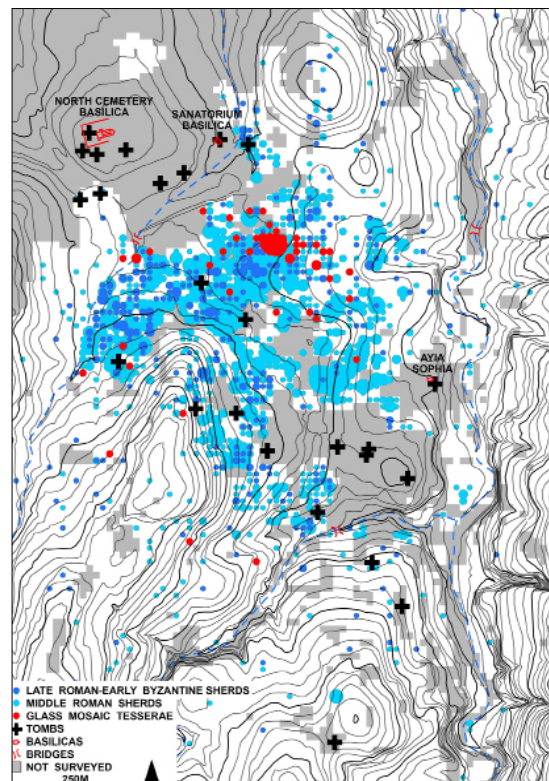 NORTH CEMETERY
BASILICA
SANATORIUM
BASILICA
AYIA
SOPHIA
LATE ROMAN-EARLY BYZANTINE SHERDS
MIDDLE ROMAN SHERDS
GLASS MOSAIC TESSERAE
TOMBS
BASILICAS
BRIDGES
NOT SURVEYED
250M